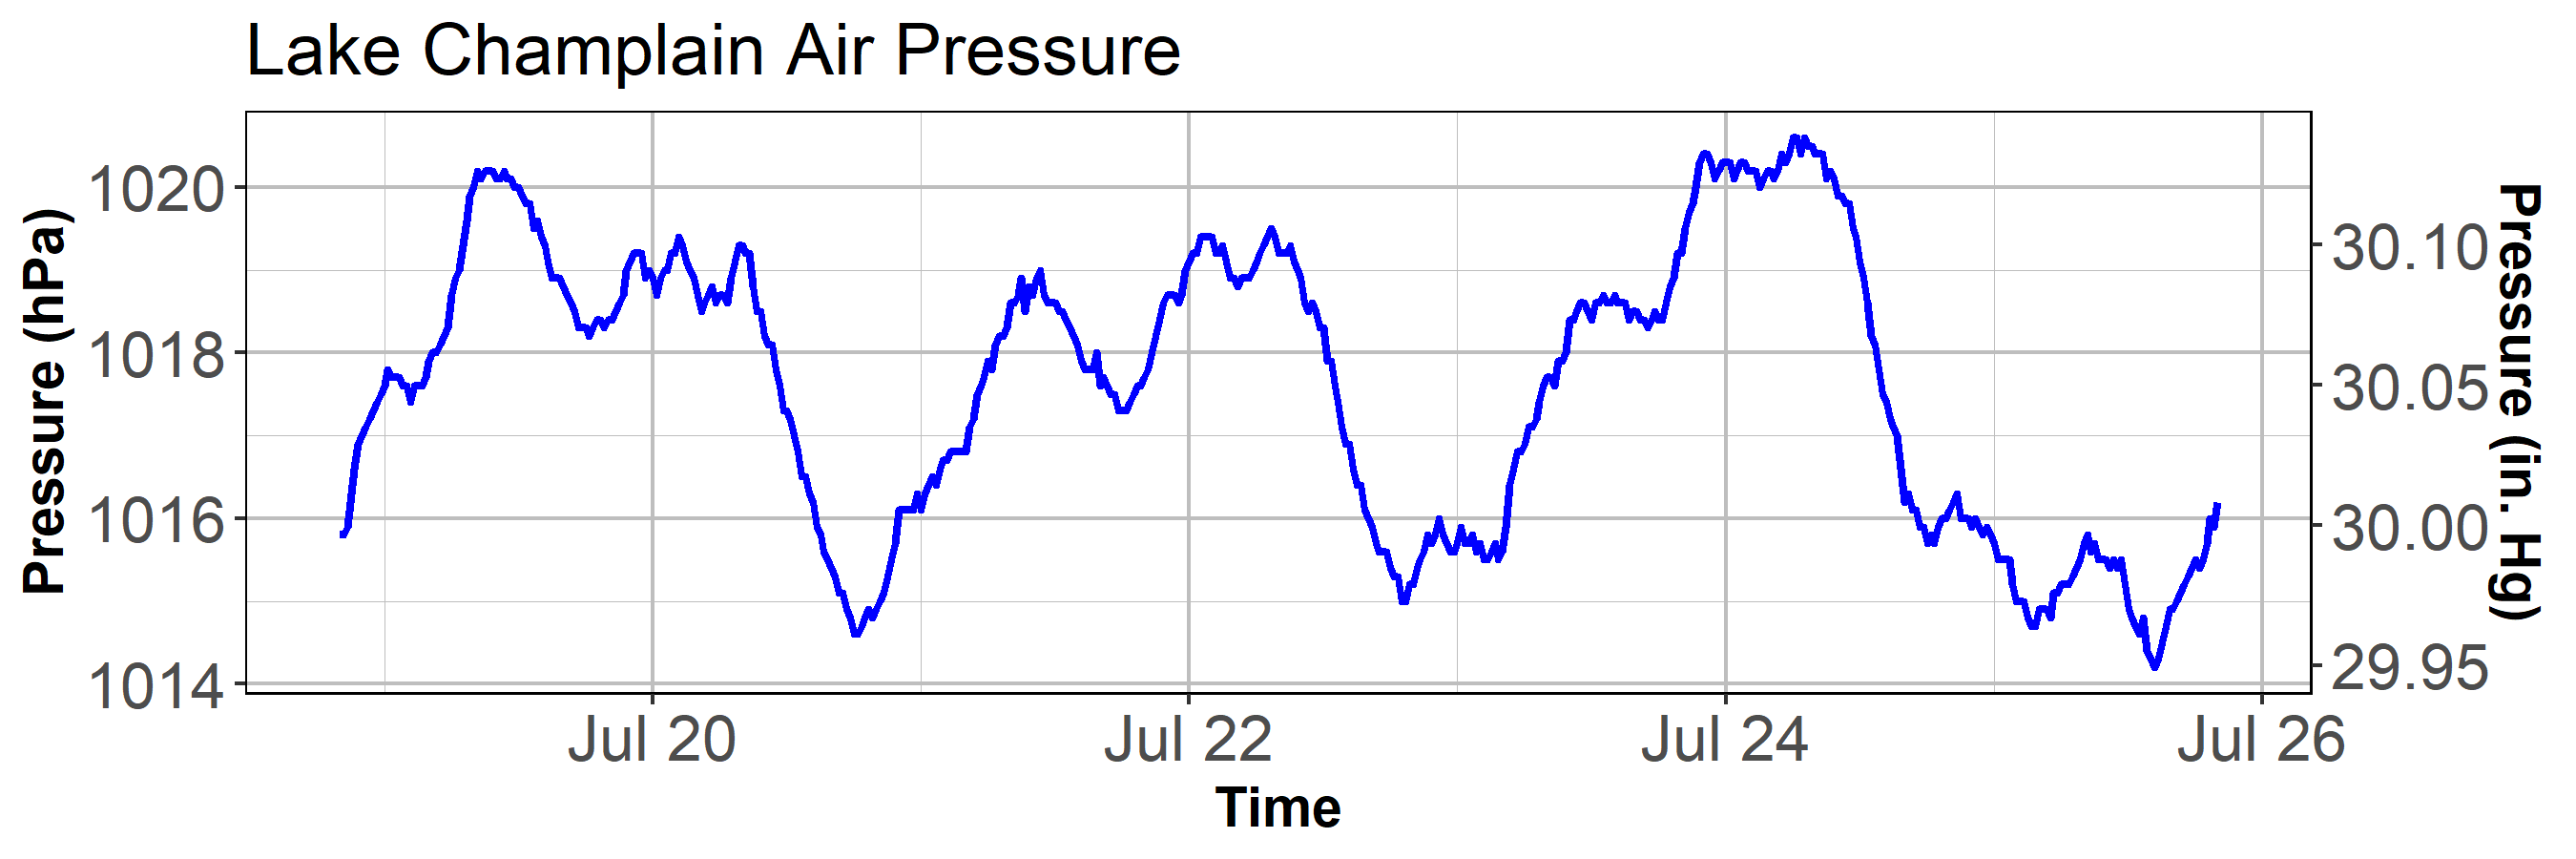 Lake Champlain Air Pressure
Pressure (hPa)
1020
1018
1016
1014
30.10
30.05
30.00
29.95
Pressure (in. Hg)
Jul 20
Jul 22
Jul 24
Jul 26
Time